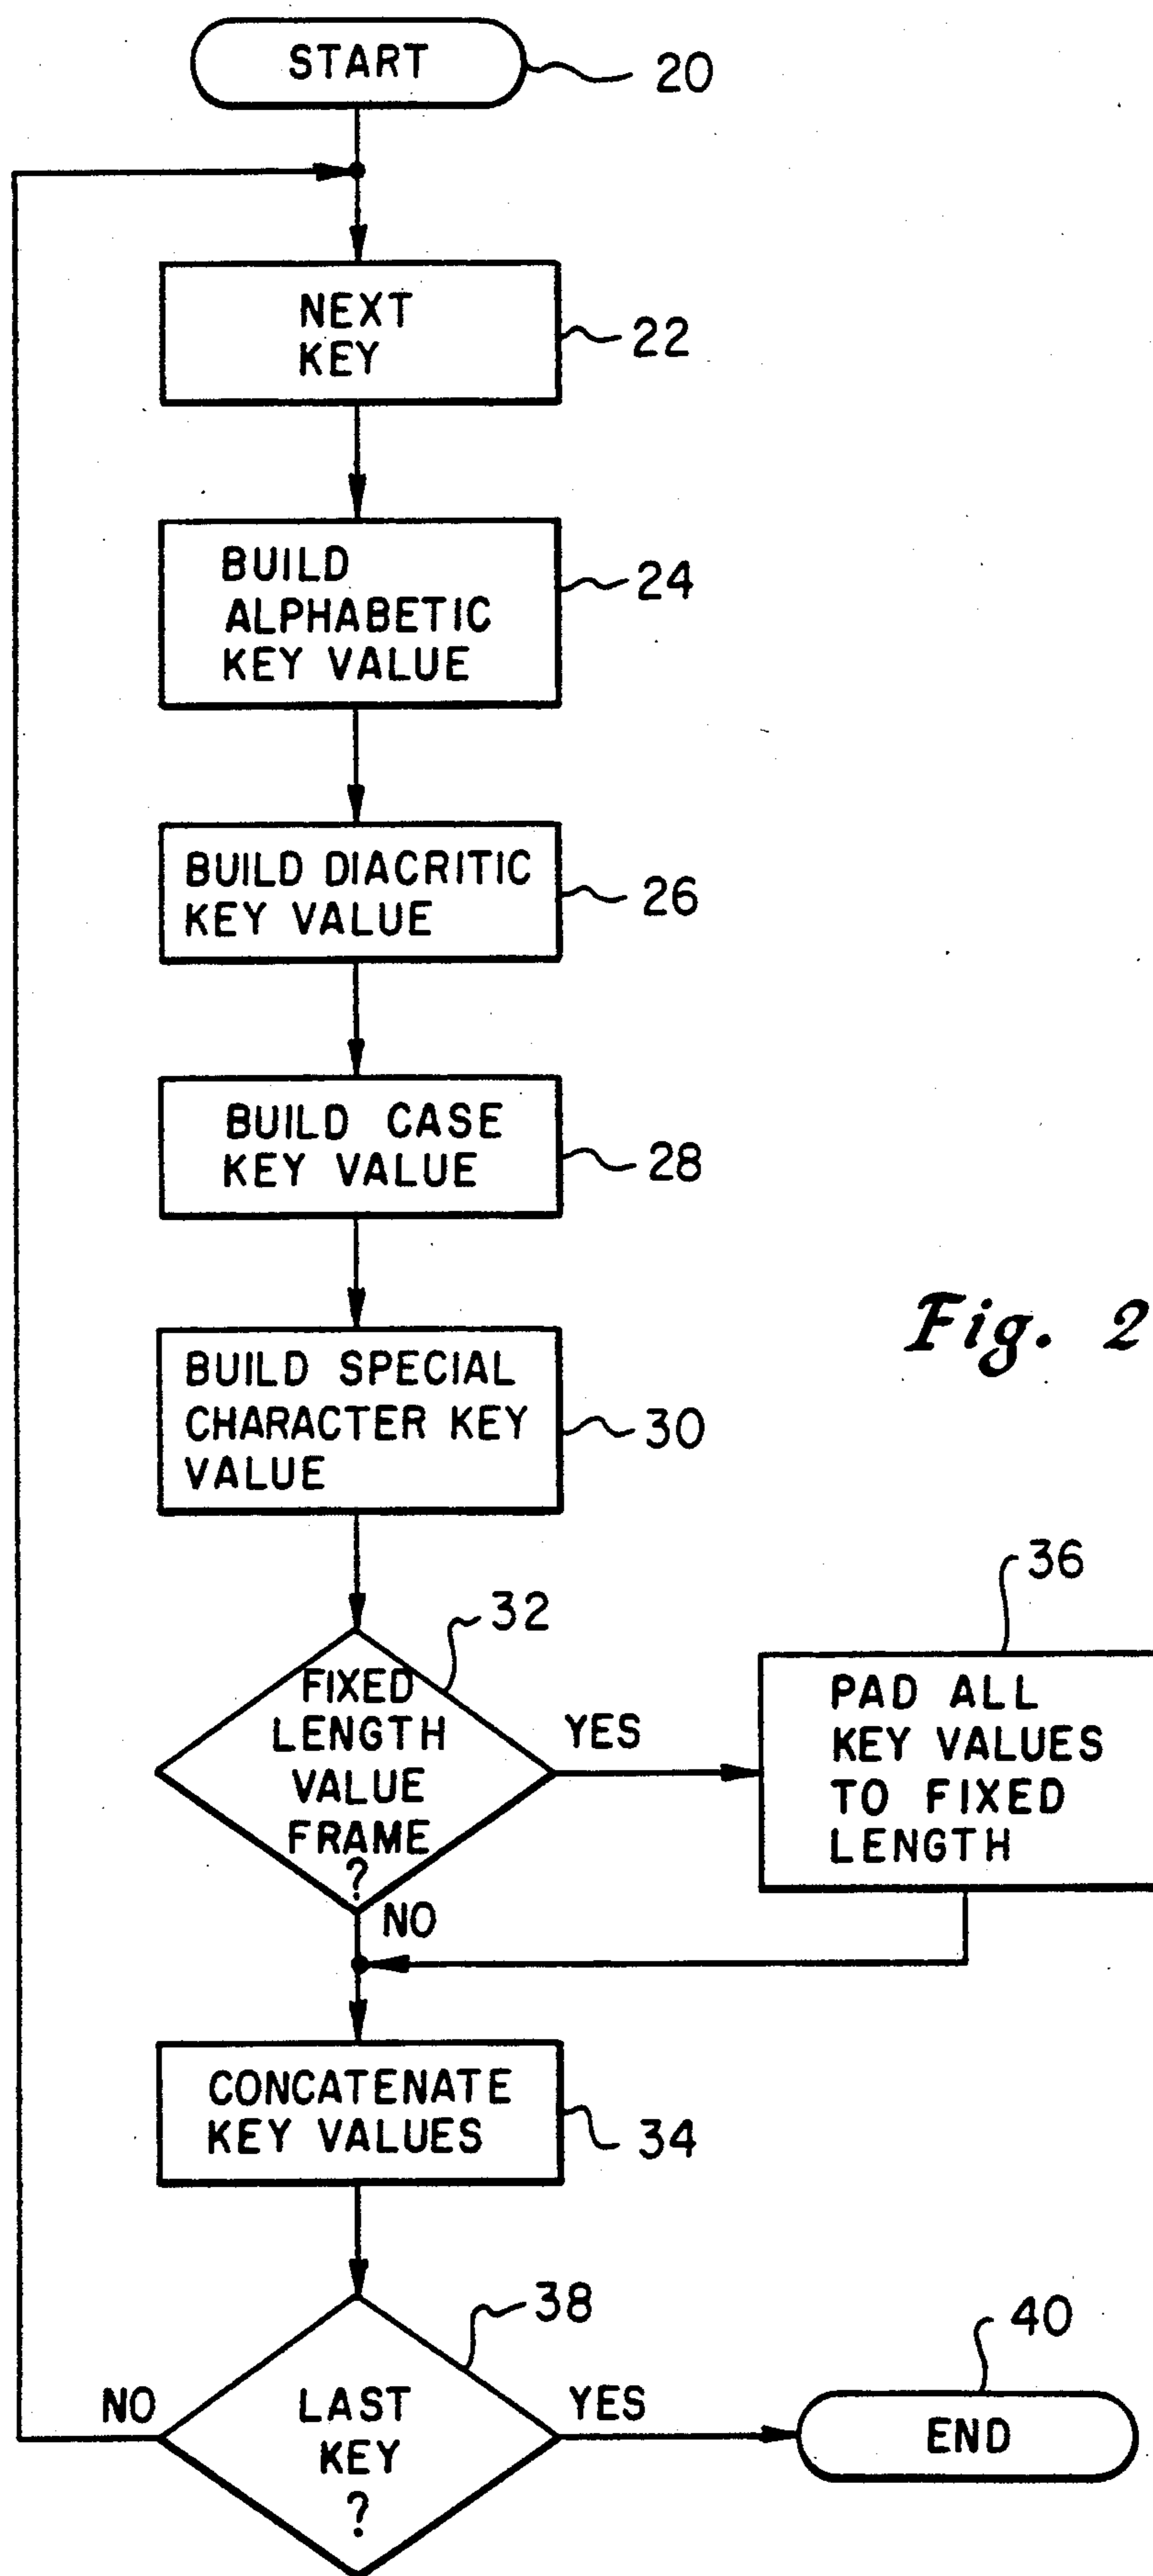 START
20
NEXT
KEY
22
BUILD
ALPHABETIC
KEY VALUE
24
BUILD DIACRITIC
KEY VALUE
26
BUILD CASE
KEY VALUE
28
Fig. 2
BUILD SPECIAL
CHARACTER KEY
VALUE
30
32
FIXED
LENGTH
VALUE
FRAME
?
YES
NO
36
PAD ALL
KEY VALUES
TO FIXED
LENGTH
CONCATENATE
KEY VALUES
34
38
LAST
KEY
?
NO
YES
40
END